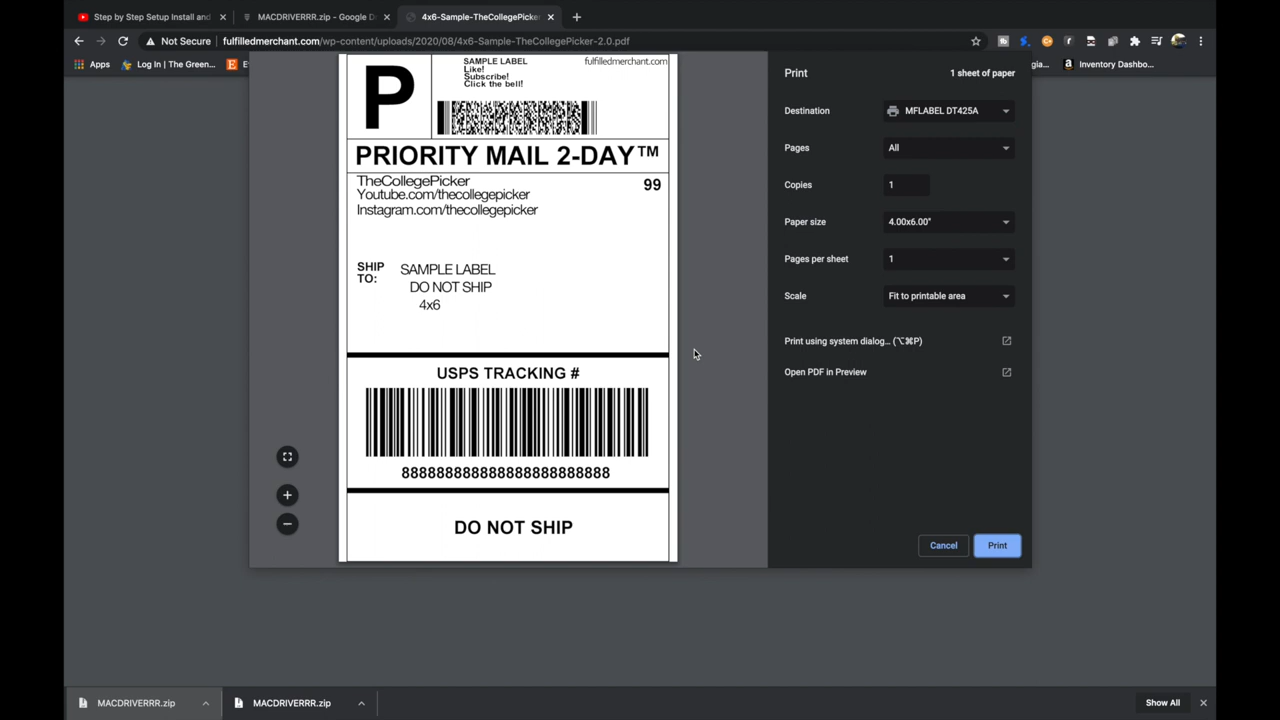 Step by Step Setup Install and
MACDRIVERRR.zip - Google D
4x6-Sample-TheCollegePicker
Not Secure
fulfilledmerchant.com/wp-content/uploads/2020/08/4x6-Sample-TheCollegePicker-2.0.pdf
Apps
Log In | The Green...
Inventory Dashbo...
P
SAMPLE LABEL
Like!
Subscribe!
Click the bell!
fulfilledmerchant.com
PRIORITY MAIL 2-DAY™
TheCollegePicker
99
Youtube.com/thecollegepicker
Instagram.com/thecollegepicker
SHIP
TO:
SAMPLE LABEL
DO NOT SHIP
4x6
USPS TRACKING #
DO NOT SHIP
Print
1 sheet of paper
Destination
MFLABEL DT425A
Pages
All
Copies
1
Paper size
4.00x6.00"
Pages per sheet
1
Scale
Fit to printable area
Print using system dialog... (⌥⌘P)
Open PDF in Preview
Cancel
Print
MACDRIVERRR.zip
MACDRIVERRR.zip
Show All